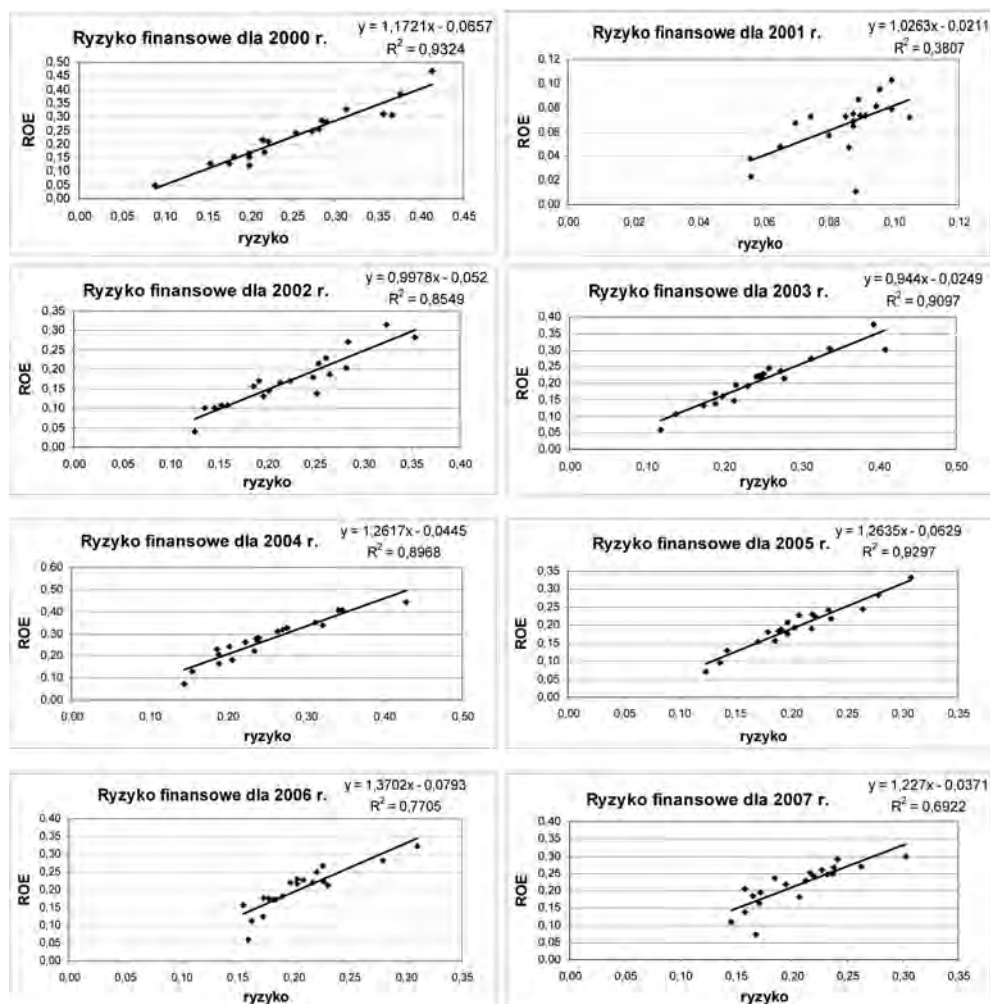 y = 1,1721x - 0,0657
Ryzyko finansowe dla 2000 r.
R² = 0,9324
0,50
0,45
0,40
0,35
0,30
0,25
0,20
0,15
0,10
0,05
0,00
ROE
0,00 0,05 0,10 0,15 0,20 0,25 0,30 0,35 0,40 0,45
ryzyko
y = 1,0263x - 0,0211
Ryzyko finansowe dla 2001 r.
R² = 0,3807
0,12
0,10
0,08
0,06
0,04
0,02
0,00
ROE
0,00 0,02 0,04 0,06 0,08 0,10 0,12
ryzyko
y = 0,9978x - 0,052
Ryzyko finansowe dla 2002 r.
R² = 0,8549
0,35
0,30
0,25
0,20
0,15
0,10
0,05
0,00
ROE
0,00 0,05 0,10 0,15 0,20 0,25 0,30 0,35 0,40
ryzyko
y = 0,944x - 0,0249
Ryzyko finansowe dla 2003 r.
R² = 0,9097
0,40
0,35
0,30
0,25
0,20
0,15
0,10
0,05
0,00
ROE
0,00 0,10 0,20 0,30 0,40 0,50
ryzyko
y = 1,2617x - 0,0445
Ryzyko finansowe dla 2004 r.
R² = 0,8968
0,60
0,50
0,40
0,30
0,20
0,10
0,00
ROE
0,00 0,10 0,20 0,30 0,40 0,50
ryzyko
y = 1,2635x - 0,0629
Ryzyko finansowe dla 2005 r.
R² = 0,9297
0,35
0,30
0,25
0,20
0,15
0,10
0,05
0,00
ROE
0,00 0,05 0,10 0,15 0,20 0,25 0,30 0,35
ryzyko
y = 1,3702x - 0,0793
Ryzyko finansowe dla 2006 r.
R² = 0,7705
0,40
0,35
0,30
0,25
0,20
0,15
0,10
0,05
0,00
ROE
0,00 0,05 0,10 0,15 0,20 0,25 0,30 0,35
ryzyko
y = 1,227x - 0,0371
Ryzyko finansowe dla 2007 r.
R² = 0,6922
0,40
0,35
0,30
0,25
0,20
0,15
0,10
0,05
0,00
ROE
0,00 0,05 0,10 0,15 0,20 0,25 0,30 0,35
ryzyko